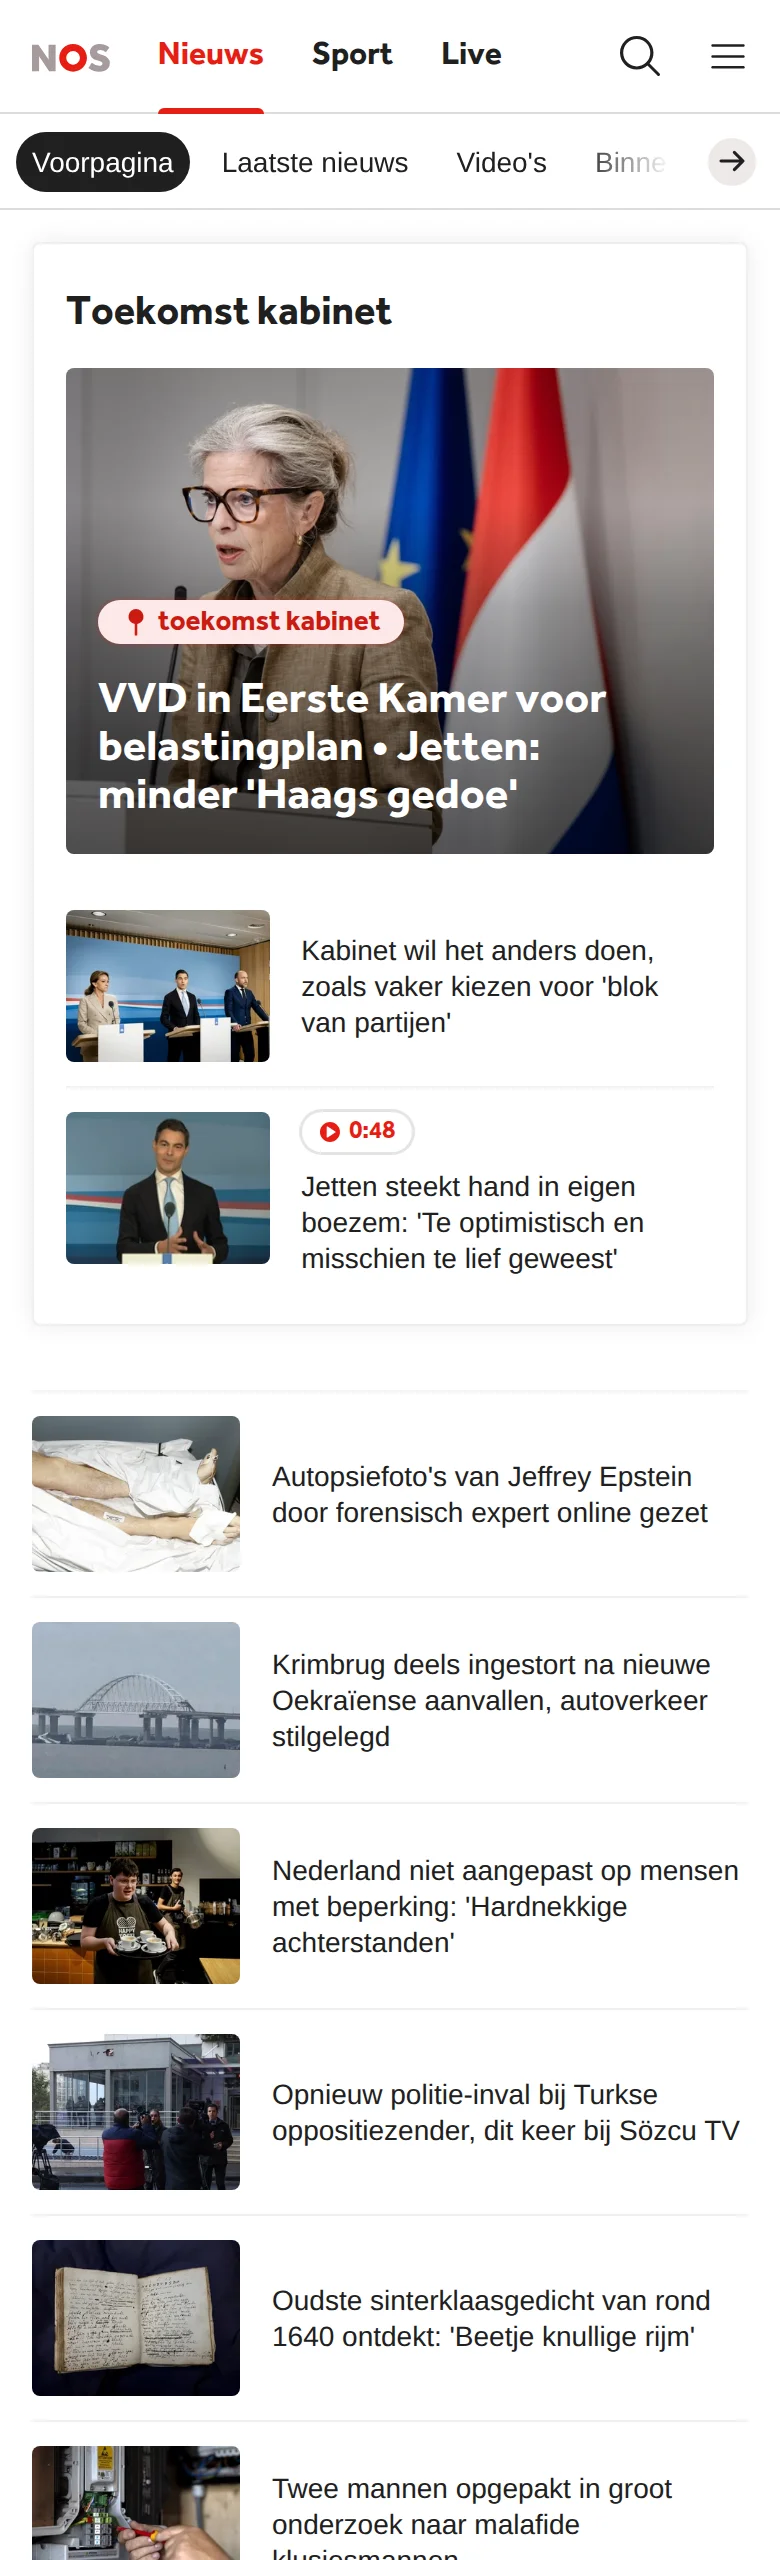 NOS Nieuws Sport Live
Voorpagina Laatste nieuws Video's Binne
Toekomst kabinet
toekomst kabinet
VVD in Eerste Kamer voor
belastingplan • Jetten:
minder 'Haags gedoe'
Kabinet wil het anders doen,
zoals vaker kiezen voor 'blok
van partijen'
0:48
Jetten steekt hand in eigen
boezem: 'Te optimistisch en
misschien te lief geweest'
Autopsiefoto's van Jeffrey Epstein
door forensisch expert online gezet
Krimbrug deels ingestort na nieuwe
Oekraïense aanvallen, autoverkeer
stilgelegd
Nederland niet aangepast op mensen
met beperking: 'Hardnekkige
achterstanden'
HAPPY
Opnieuw politie-inval bij Turkse
oppositiezender, dit keer bij Sözcu TV
Oudste sinterklaasgedicht van rond
1640 ontdekt: 'Beetje knullige rijm'
Twee mannen opgepakt in groot
onderzoek naar malafide
klusjesmannen